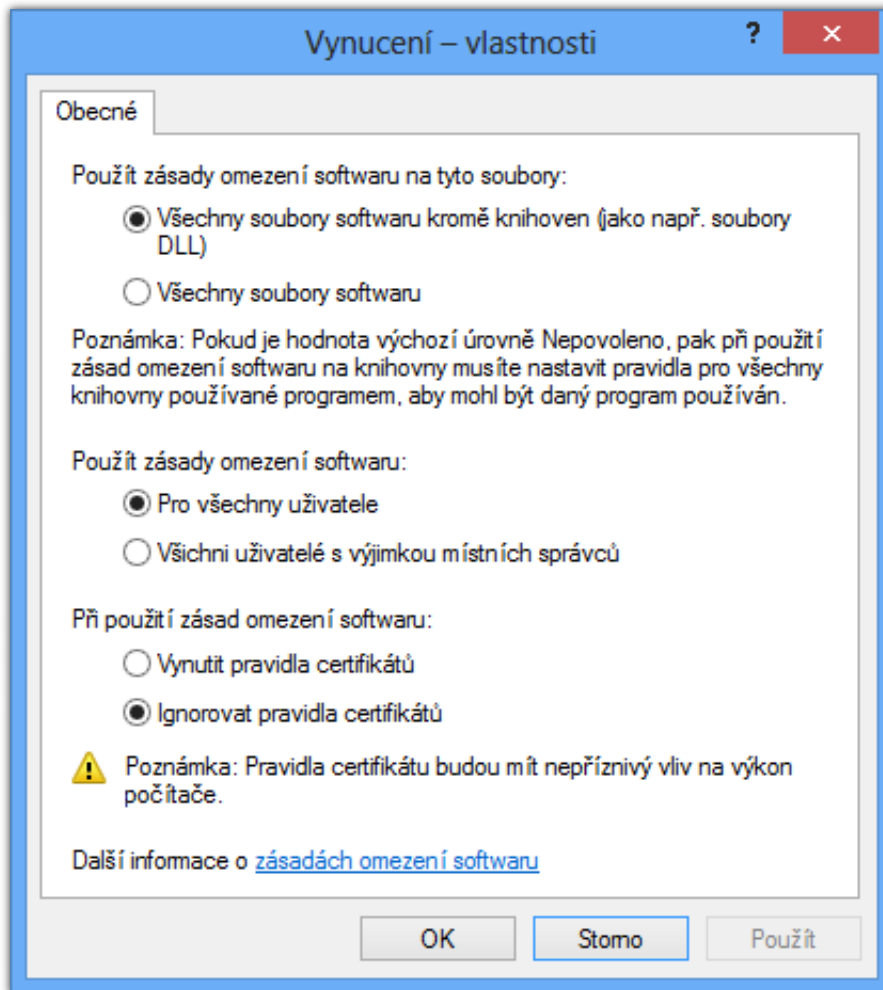 Vynucení – vlastnosti
?
Obecné
Použít zásady omezení softwaru na tyto soubory:
Všechny soubory softwaru kromě knihoven (jako např. soubory
DLL)
Všechny soubory softwaru
Poznámka: Pokud je hodnota výchozí úrovně Nepovoleno, pak při použití
zásad omezení softwaru na knihovny musíte nastavit pravidla pro všechny
knihovny používané programem, aby mohl být daný program používán.
Použít zásady omezení softwaru:
Pro všechny uživatele
Všichni uživatelé s výjimkou místních správců
Při použití zásad omezení softwaru:
Vynutit pravidla certifikátů
Ignorovat pravidla certifikátů
Poznámka: Pravidla certifikátu budou mít nepříznivý vliv na výkon
počítače.
Další informace o zásadách omezení softwaru
OK
Storno
Použít